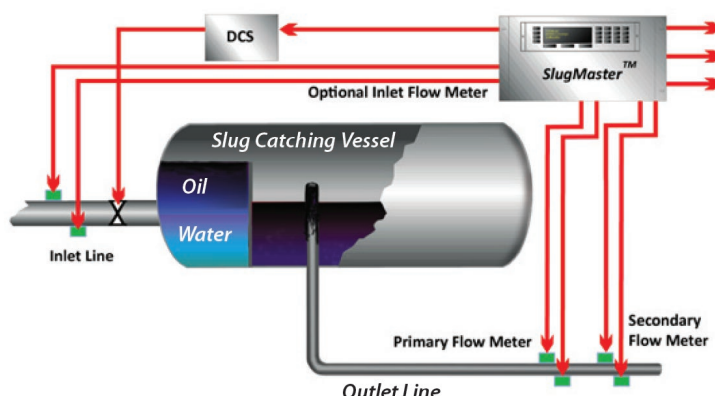 DCS
SlugMaster™
Optional Inlet Flow Meter
Slug Catching Vessel
Oil
Water
Inlet Line
Primary Flow Meter
Secondary
Flow Meter
Outlet Line